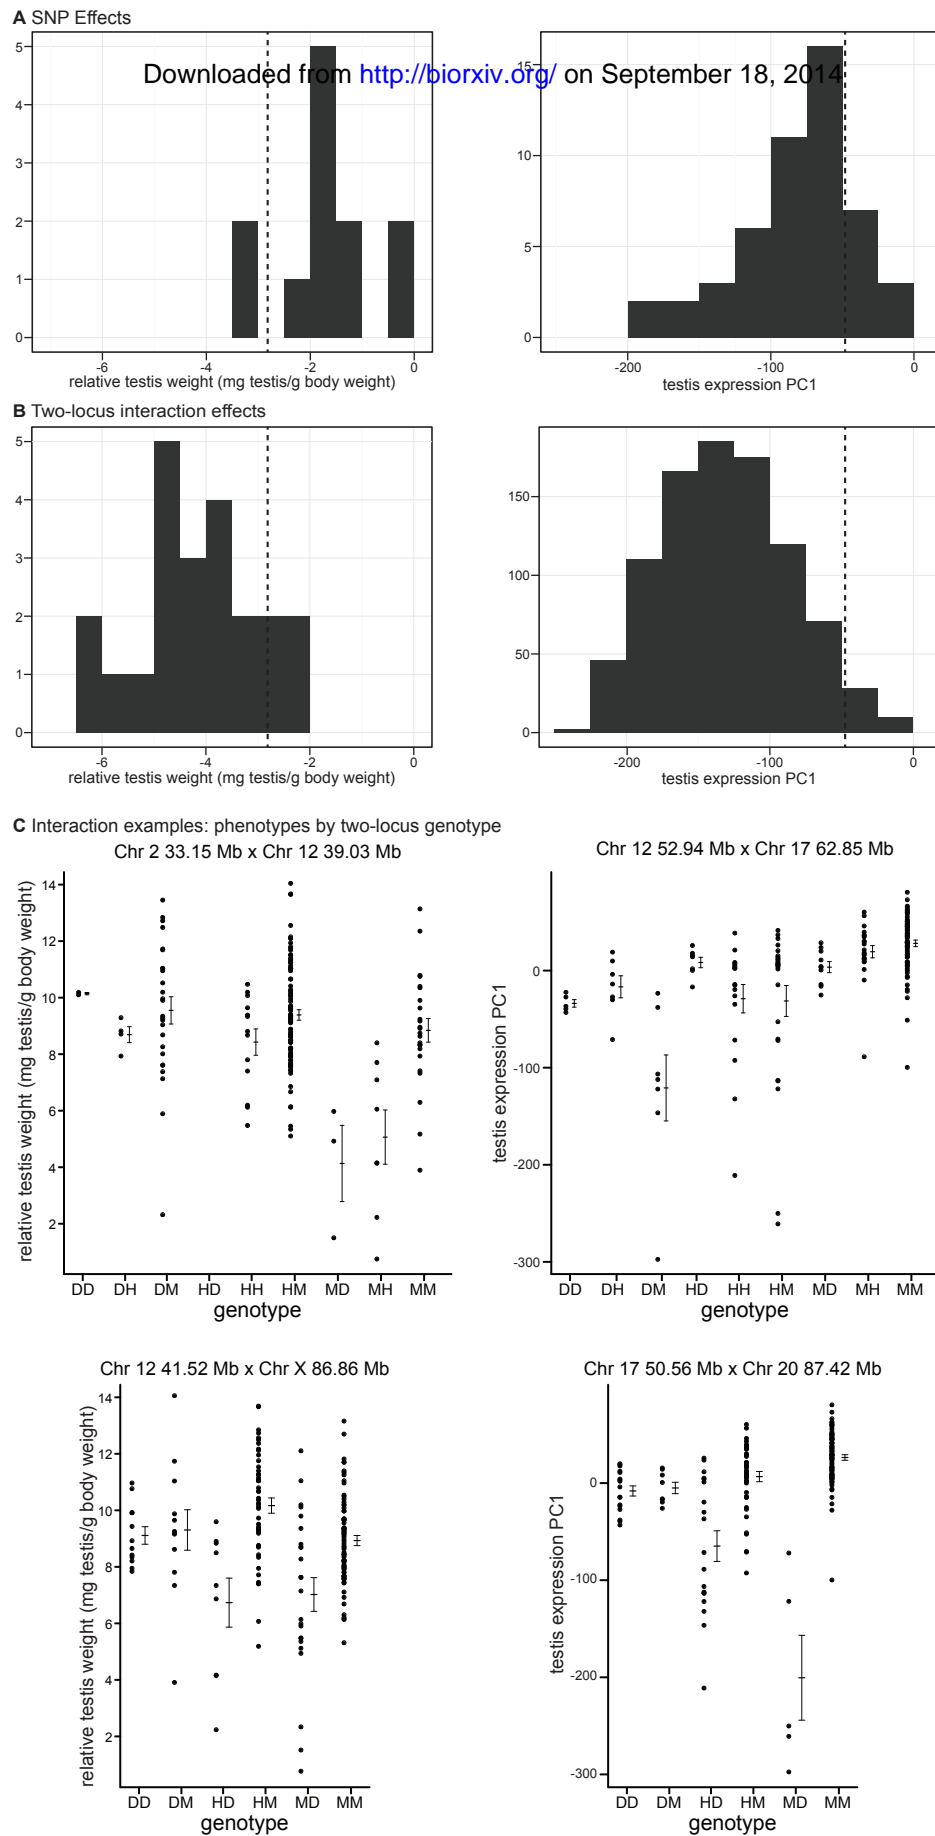 A SNP Effects
Downloaded from http://biorxiv.org/ on September 18, 2014
5
4
3
2
1
0
-6 -4 -2 0
relative testis weight (mg testis/g body weight)
15
10
5
0
-200 -100 0
testis expression PC1
B Two-locus interaction effects
5
4
3
2
1
0
-6 -4 -2 0
relative testis weight (mg testis/g body weight)
150
100
50
0
-200 -100 0
testis expression PC1
C Interaction examples: phenotypes by two-locus genotype
Chr 2 33.15 Mb x Chr 12 39.03 Mb
relative testis weight (mg testis/g body weight)
14
12
10
8
6
4
2
DD DH DM HD HH HM MD MH MM
genotype
Chr 12 52.94 Mb x Chr 17 62.85 Mb
testis expression PC1
0
-100
-200
-300
DD DH DM HD HH HM MD MH MM
genotype
Chr 12 41.52 Mb x Chr X 86.86 Mb
relative testis weight (mg testis/g body weight)
14
12
10
8
6
4
2
DD DM HD HM MD MM
genotype
Chr 17 50.56 Mb x Chr 20 87.42 Mb
testis expression PC1
0
-100
-200
-300
DD DM HD HM MD MM
genotype